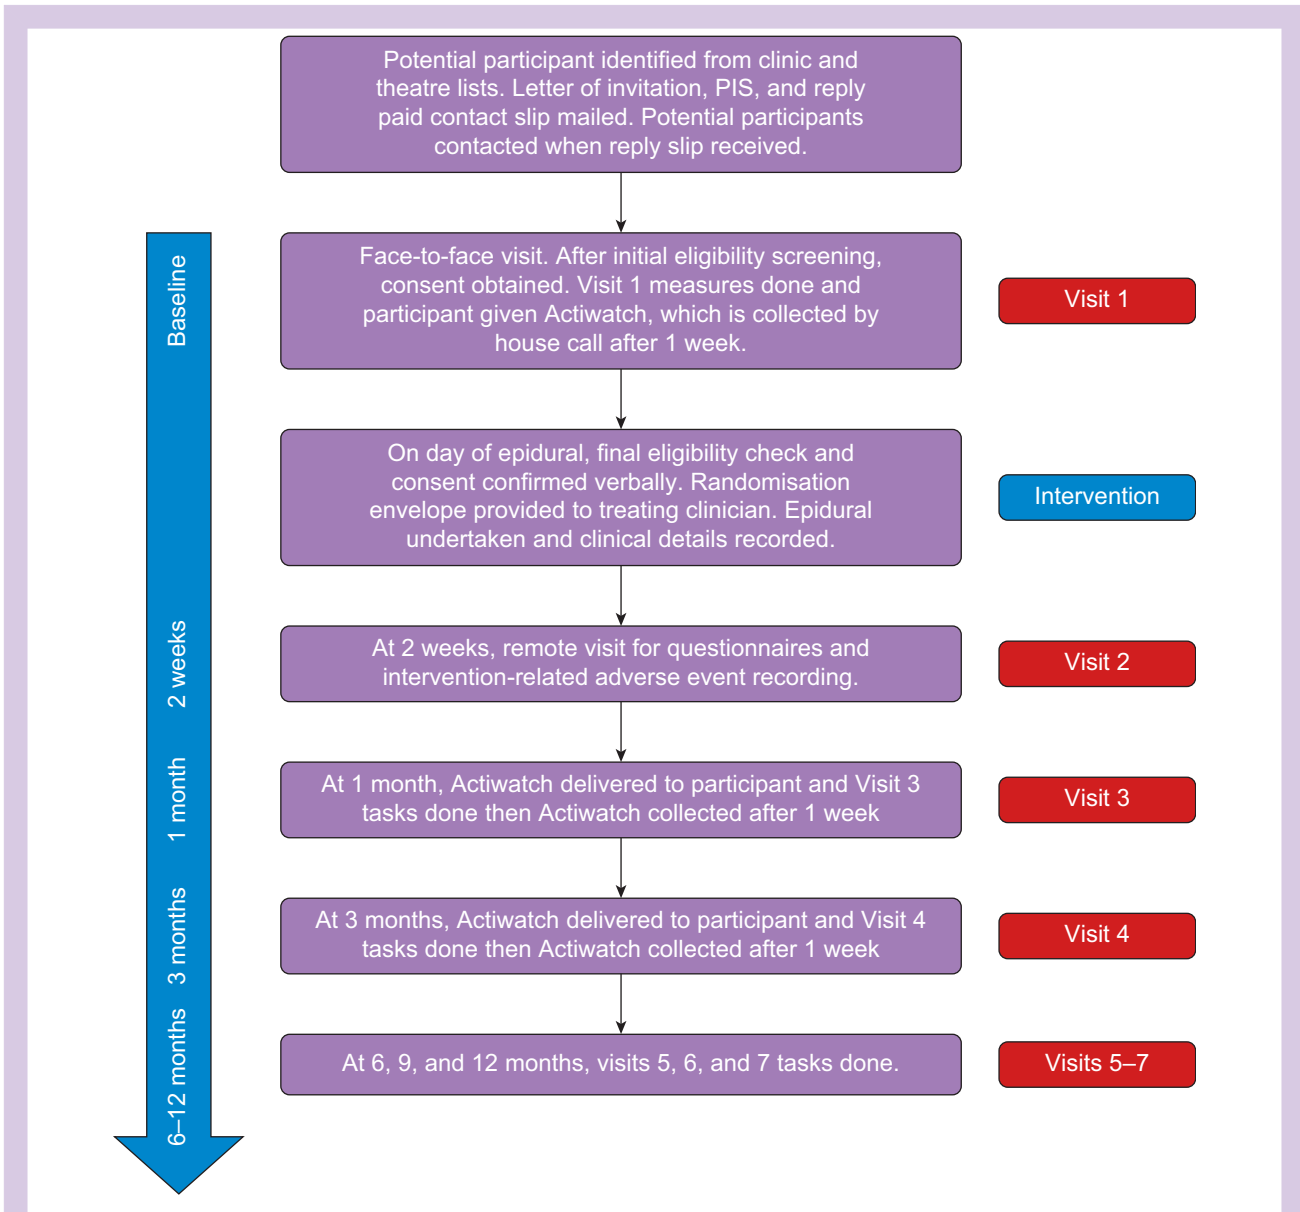 Potential participant identified from clinic and
theatre lists. Letter of invitation, PIS, and reply
paid contact slip mailed. Potential participants
contacted when reply slip received.
Baseline
Face-to-face visit. After initial eligibility screening,
consent obtained. Visit 1 measures done and
participant given Actiwatch, which is collected by
house call after 1 week.
Visit 1
On day of epidural, final eligibility check and
consent confirmed verbally. Randomisation
envelope provided to treating clinician. Epidural
undertaken and clinical details recorded.
Intervention
2 weeks
At 2 weeks, remote visit for questionnaires and
intervention-related adverse event recording.
Visit 2
1 month
At 1 month, Actiwatch delivered to participant and Visit 3
tasks done then Actiwatch collected after 1 week
Visit 3
3 months
At 3 months, Actiwatch delivered to participant and Visit 4
tasks done then Actiwatch collected after 1 week
Visit 4
6–12 months
At 6, 9, and 12 months, visits 5, 6, and 7 tasks done.
Visits 5–7